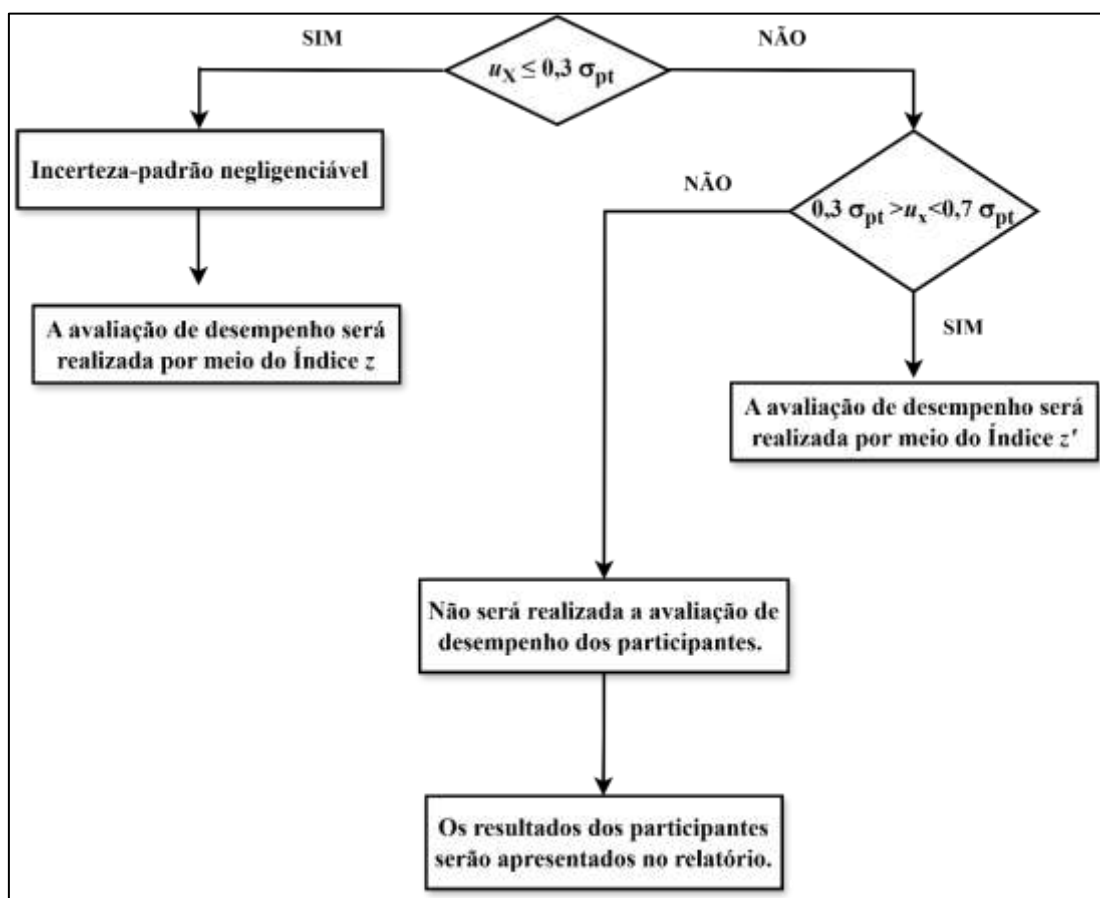 SIM
NÃO
u_X ≤ 0,3 σ_pt
Incerteza-padrão negligenciável
NÃO
0,3 σ_pt >u_x<0,7 σ_pt
A avaliação de desempenho será
realizada por meio do Índice z
SIM
A avaliação de desempenho será
realizada por meio do Índice z'
Não será realizada a avaliação de
desempenho dos participantes.
Os resultados dos participantes
serão apresentados no relatório.